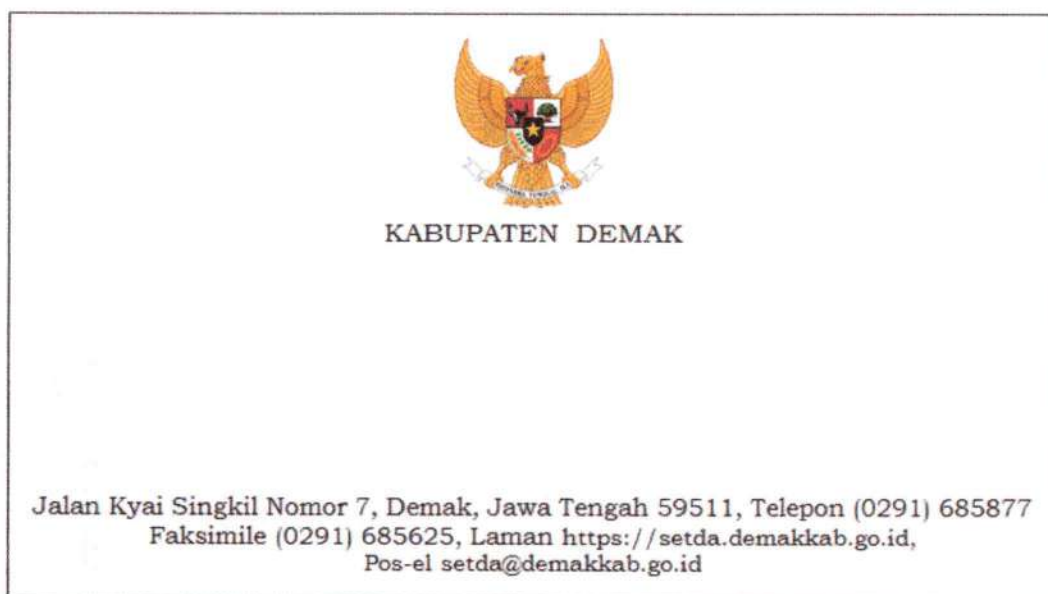 KABUPATEN DEMAK
Jalan Kyai Singkil Nomor 7, Demak, Jawa Tengah 59511, Telepon (0291) 685877
Faksimile (0291) 685625, Laman https://setda.demakkab.go.id,
Pos-el setda@demakkab.go.id